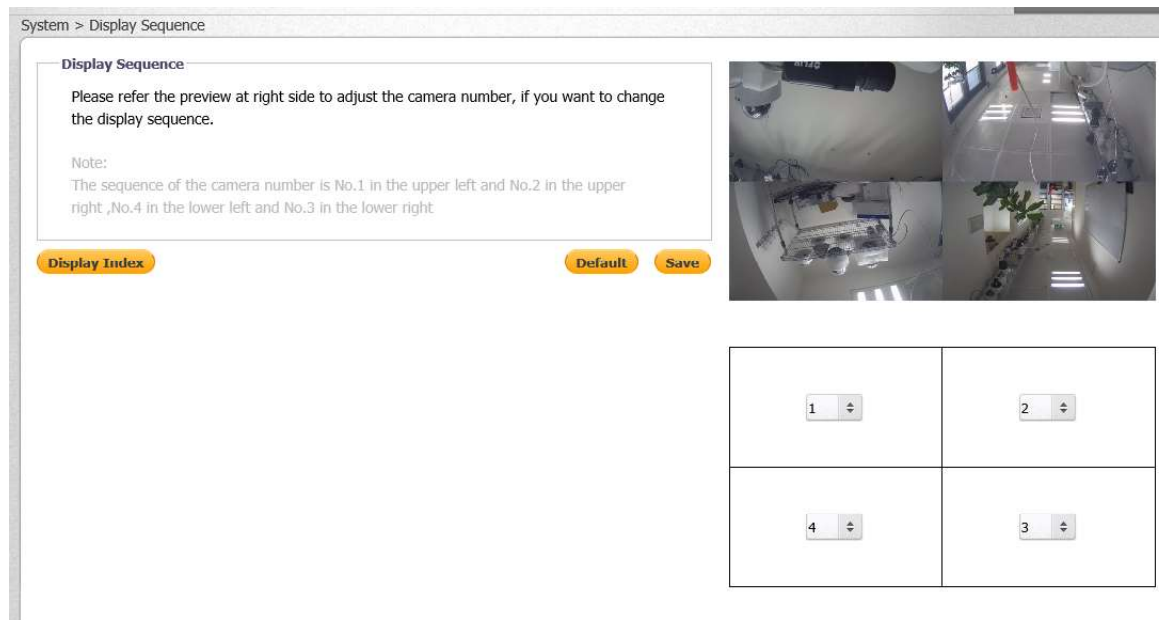 System > Display Sequence
Display Sequence
Please refer the preview at right side to adjust the camera number, if you want to change
the display sequence.
Note:
The sequence of the camera number is No.1 in the upper left and No.2 in the upper
right ,No.4 in the lower left and No.3 in the lower right
Display Index
Default
Save
1
2
4
3